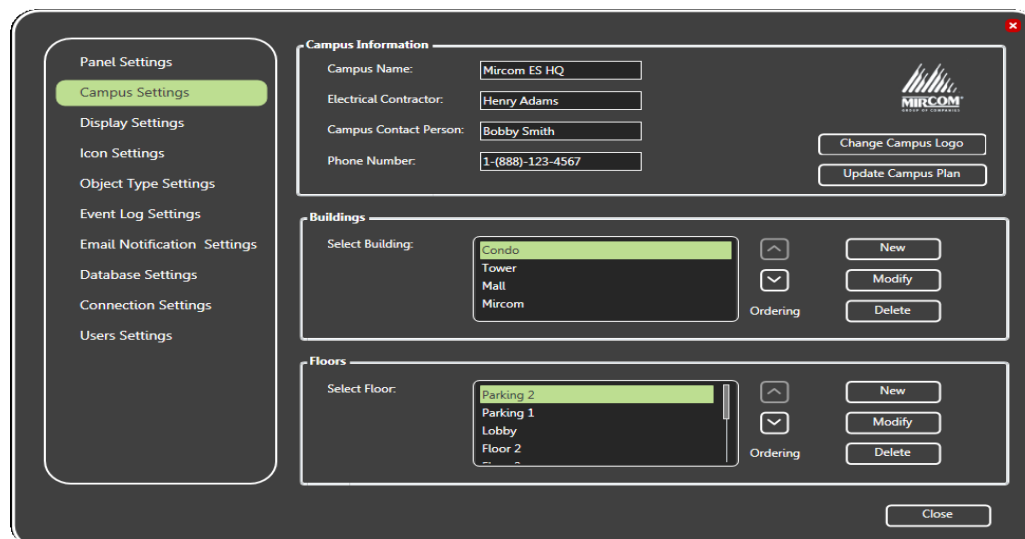 Panel Settings
Campus Settings
Display Settings
Icon Settings
Object Type Settings
Event Log Settings
Email Notification  Settings
Database Settings
Connection Settings
Users Settings
Campus Information
Campus Name: Mircom ES HQ
Electrical Contractor: Henry Adams
Campus Contact Person: Bobby Smith
Phone Number: 1-(888)-123-4567
MIRCOM
GROUP OF COMPANIES
Change Campus Logo
Update Campus Plan
Buildings
Select Building:
Condo
Tower
Mall
Mircom
Ordering
New
Modify
Delete
Floors
Select Floor:
Parking 2
Parking 1
Lobby
Floor 2
Ordering
New
Modify
Delete
Close